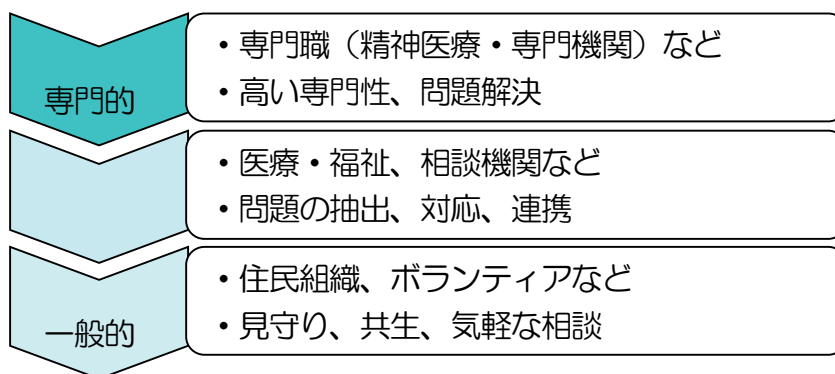 専門的
・専門職（精神医療・専門機関）など
・高い専門性、問題解決
・医療・福祉、相談機関など
・問題の抽出、対応、連携
一般的
・住民組織、ボランティアなど
・見守り、共生、気軽な相談